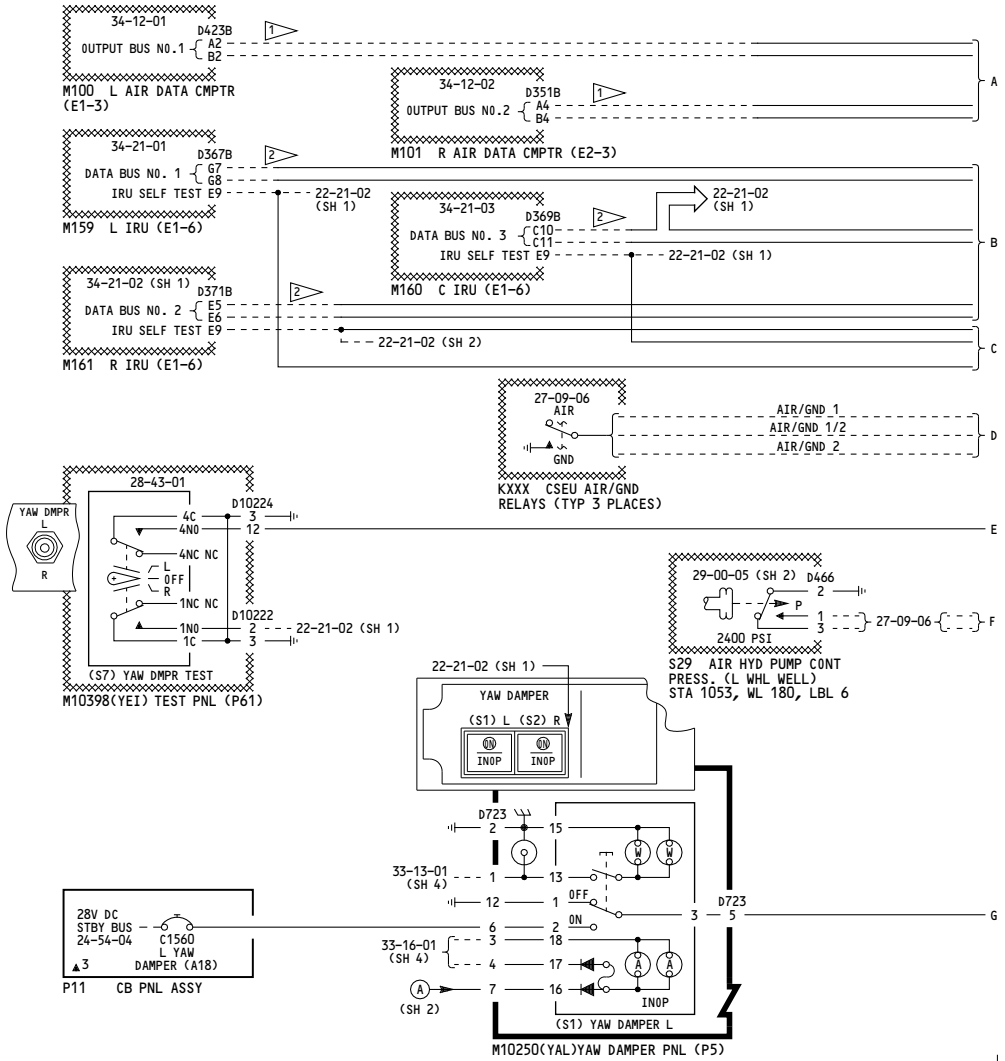 34-12-01
D423B
1
OUTPUT BUS NO.1 { A2
B2
M100 L AIR DATA CMPTR
(E1-3)
34-12-02
D351B
1
OUTPUT BUS NO.2 { A4
B4
M101 R AIR DATA CMPTR (E2-3)
A
34-21-01
D367B
2
DATA BUS NO. 1 { G7
G8
IRU SELF TEST E9
22-21-02
(SH 1)
M159 L IRU (E1-6)
34-21-03
D369B
2
DATA BUS NO. 3 { C10
C11
IRU SELF TEST E9
22-21-02
(SH 1)
22-21-02 (SH 1)
M160 C IRU (E1-6)
B
34-21-02 (SH 1)
D371B
2
DATA BUS NO. 2 { E5
E6
IRU SELF TEST E9
22-21-02 (SH 2)
M161 R IRU (E1-6)
C
27-09-06
AIR
GND
AIR/GND 1
AIR/GND 1/2
AIR/GND 2
D
KXXX CSEU AIR/GND
RELAYS (TYP 3 PLACES)
YAW DMPR
L
R
28-43-01
D10224
4C 3
4NO 12
4NC NC
L
OFF
R
1NC NC
D10222
1NO 2 22-21-02 (SH 1)
1C 3
(S7) YAW DMPR TEST
M10398(YEI) TEST PNL (P61)
E
29-00-05 (SH 2)
D466
2
P
1
3
27-09-06
F
2400 PSI
S29 AIR HYD PUMP CONT
PRESS. (L WHL WELL)
STA 1053, WL 180, LBL 6
22-21-02 (SH 1)
YAW DAMPER
(S1) L (S2) R
ON ON
INOP INOP
D723
2 15
W W
33-13-01
(SH 4)
1 13
12 1 OFF
D723
3 5
G
6 2 ON
33-16-01
(SH 4)
3 18
4 17
A A
A 7 16
(SH 2)
INOP
(S1) YAW DAMPER L
M10250(YAL)YAW DAMPER PNL (P5)
28V DC
STBY BUS
24-54-04
▲3
C1560
L YAW
DAMPER (A18)
P11 CB PNL ASSY